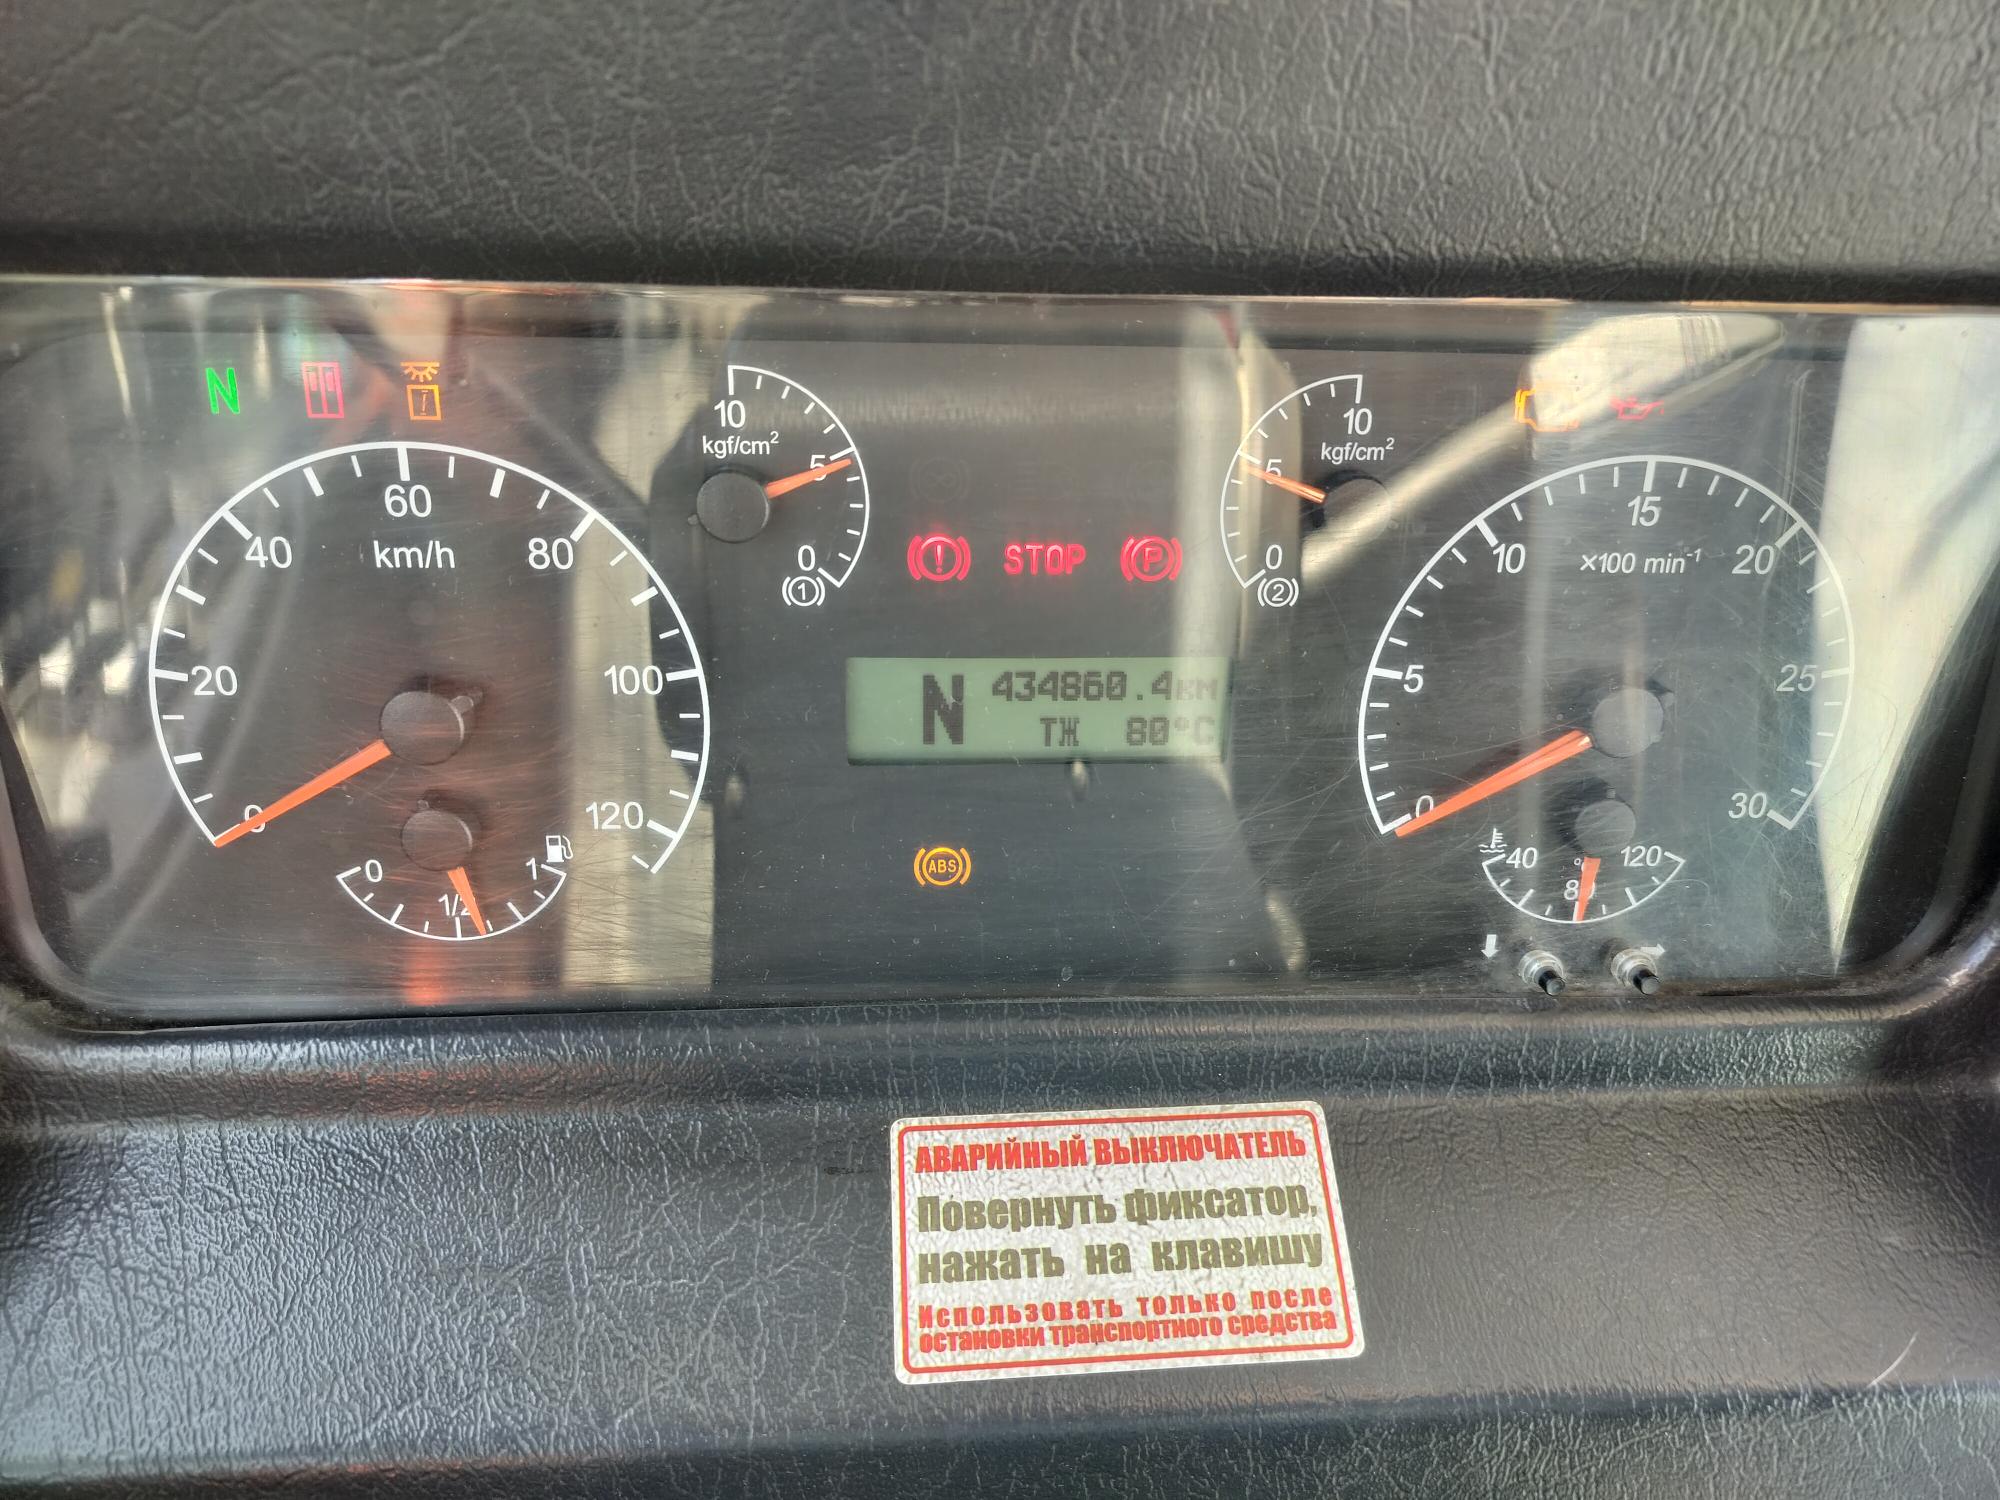 N
60
40
80
km/h
20
100
0
120
0
1/2
1
10
kgf/cm²
5
0
1
10
kgf/cm²
5
0
2
! STOP P
N 434860.4км
ТЖ 80°C
ABS
15
10
20
×100 min⁻¹
5
25
0
30
40
°C
120
80
АВАРИЙНЫЙ ВЫКЛЮЧАТЕЛЬ
Повернуть фиксатор,
нажать на клавишу
Использовать только после
остановки транспортного средства